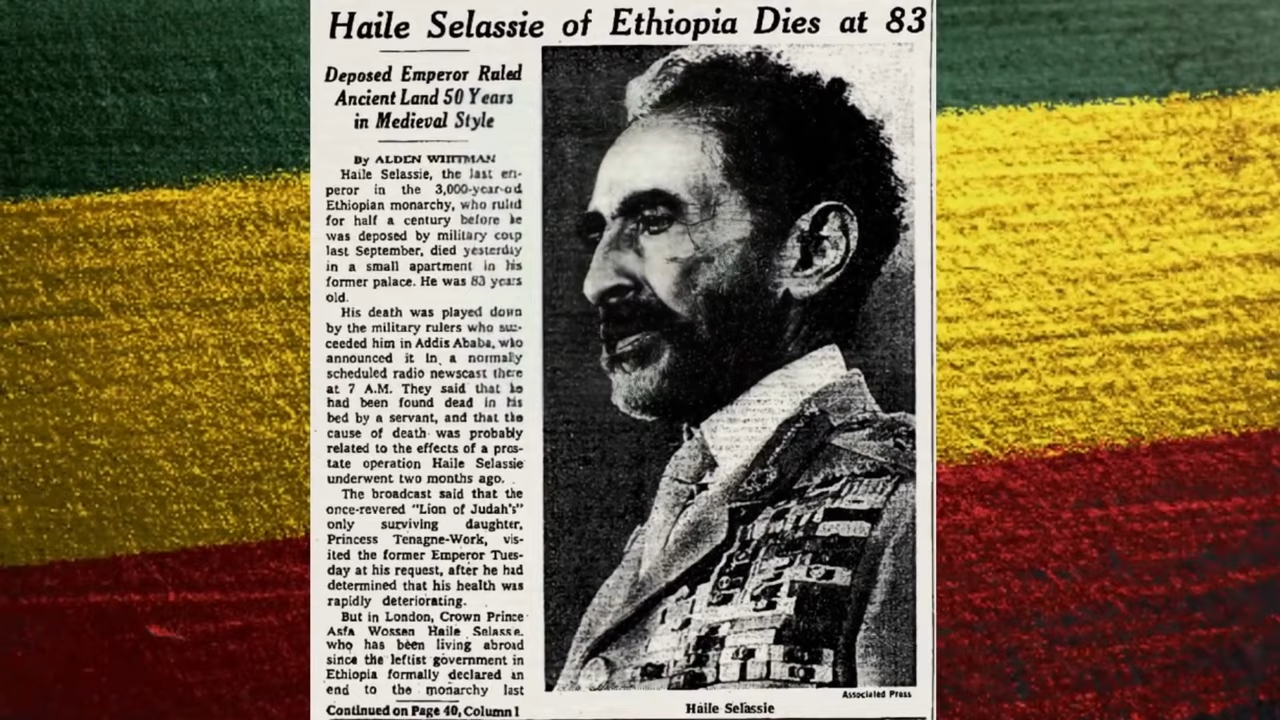 Haile Selassie of Ethiopia Dies at 83
Deposed Emperor Ruled
Ancient Land 50 Years
in Medieval Style
By ALDEN WHITMAN
Haile Selassie, the last em-
peror in the 3,000-year-old
Ethiopian monarchy, who ruled
for half a century before he
was deposed by military coup
last September, died yesterday
in a small apartment in his
former palace. He was 83 years
old.
His death was played down
by the military rulers who suc-
ceeded him in Addis Ababa, who
announced it in a normally
scheduled radio newscast there
at 7 A.M. They said that he
had been found dead in his
bed by a servant, and that the
cause of death was probably
related to the effects of a pros-
tate operation Haile Selassie
underwent two months ago.
The broadcast said that the
once-revered "Lion of Judah's"
only surviving daughter,
Princess Tenagne-Work, vis-
ited the former Emperor Tues-
day at his request, after he had
determined that his health was
rapidly deteriorating.
But in London, Crown Prince
Asfa Wossen Haile Selasse,
who has been living abroad
since the leftist government in
Ethiopia formally declared an
end to the monarchy last
Continued on Page 40, Column 1
Associated Press
Haile Selassie